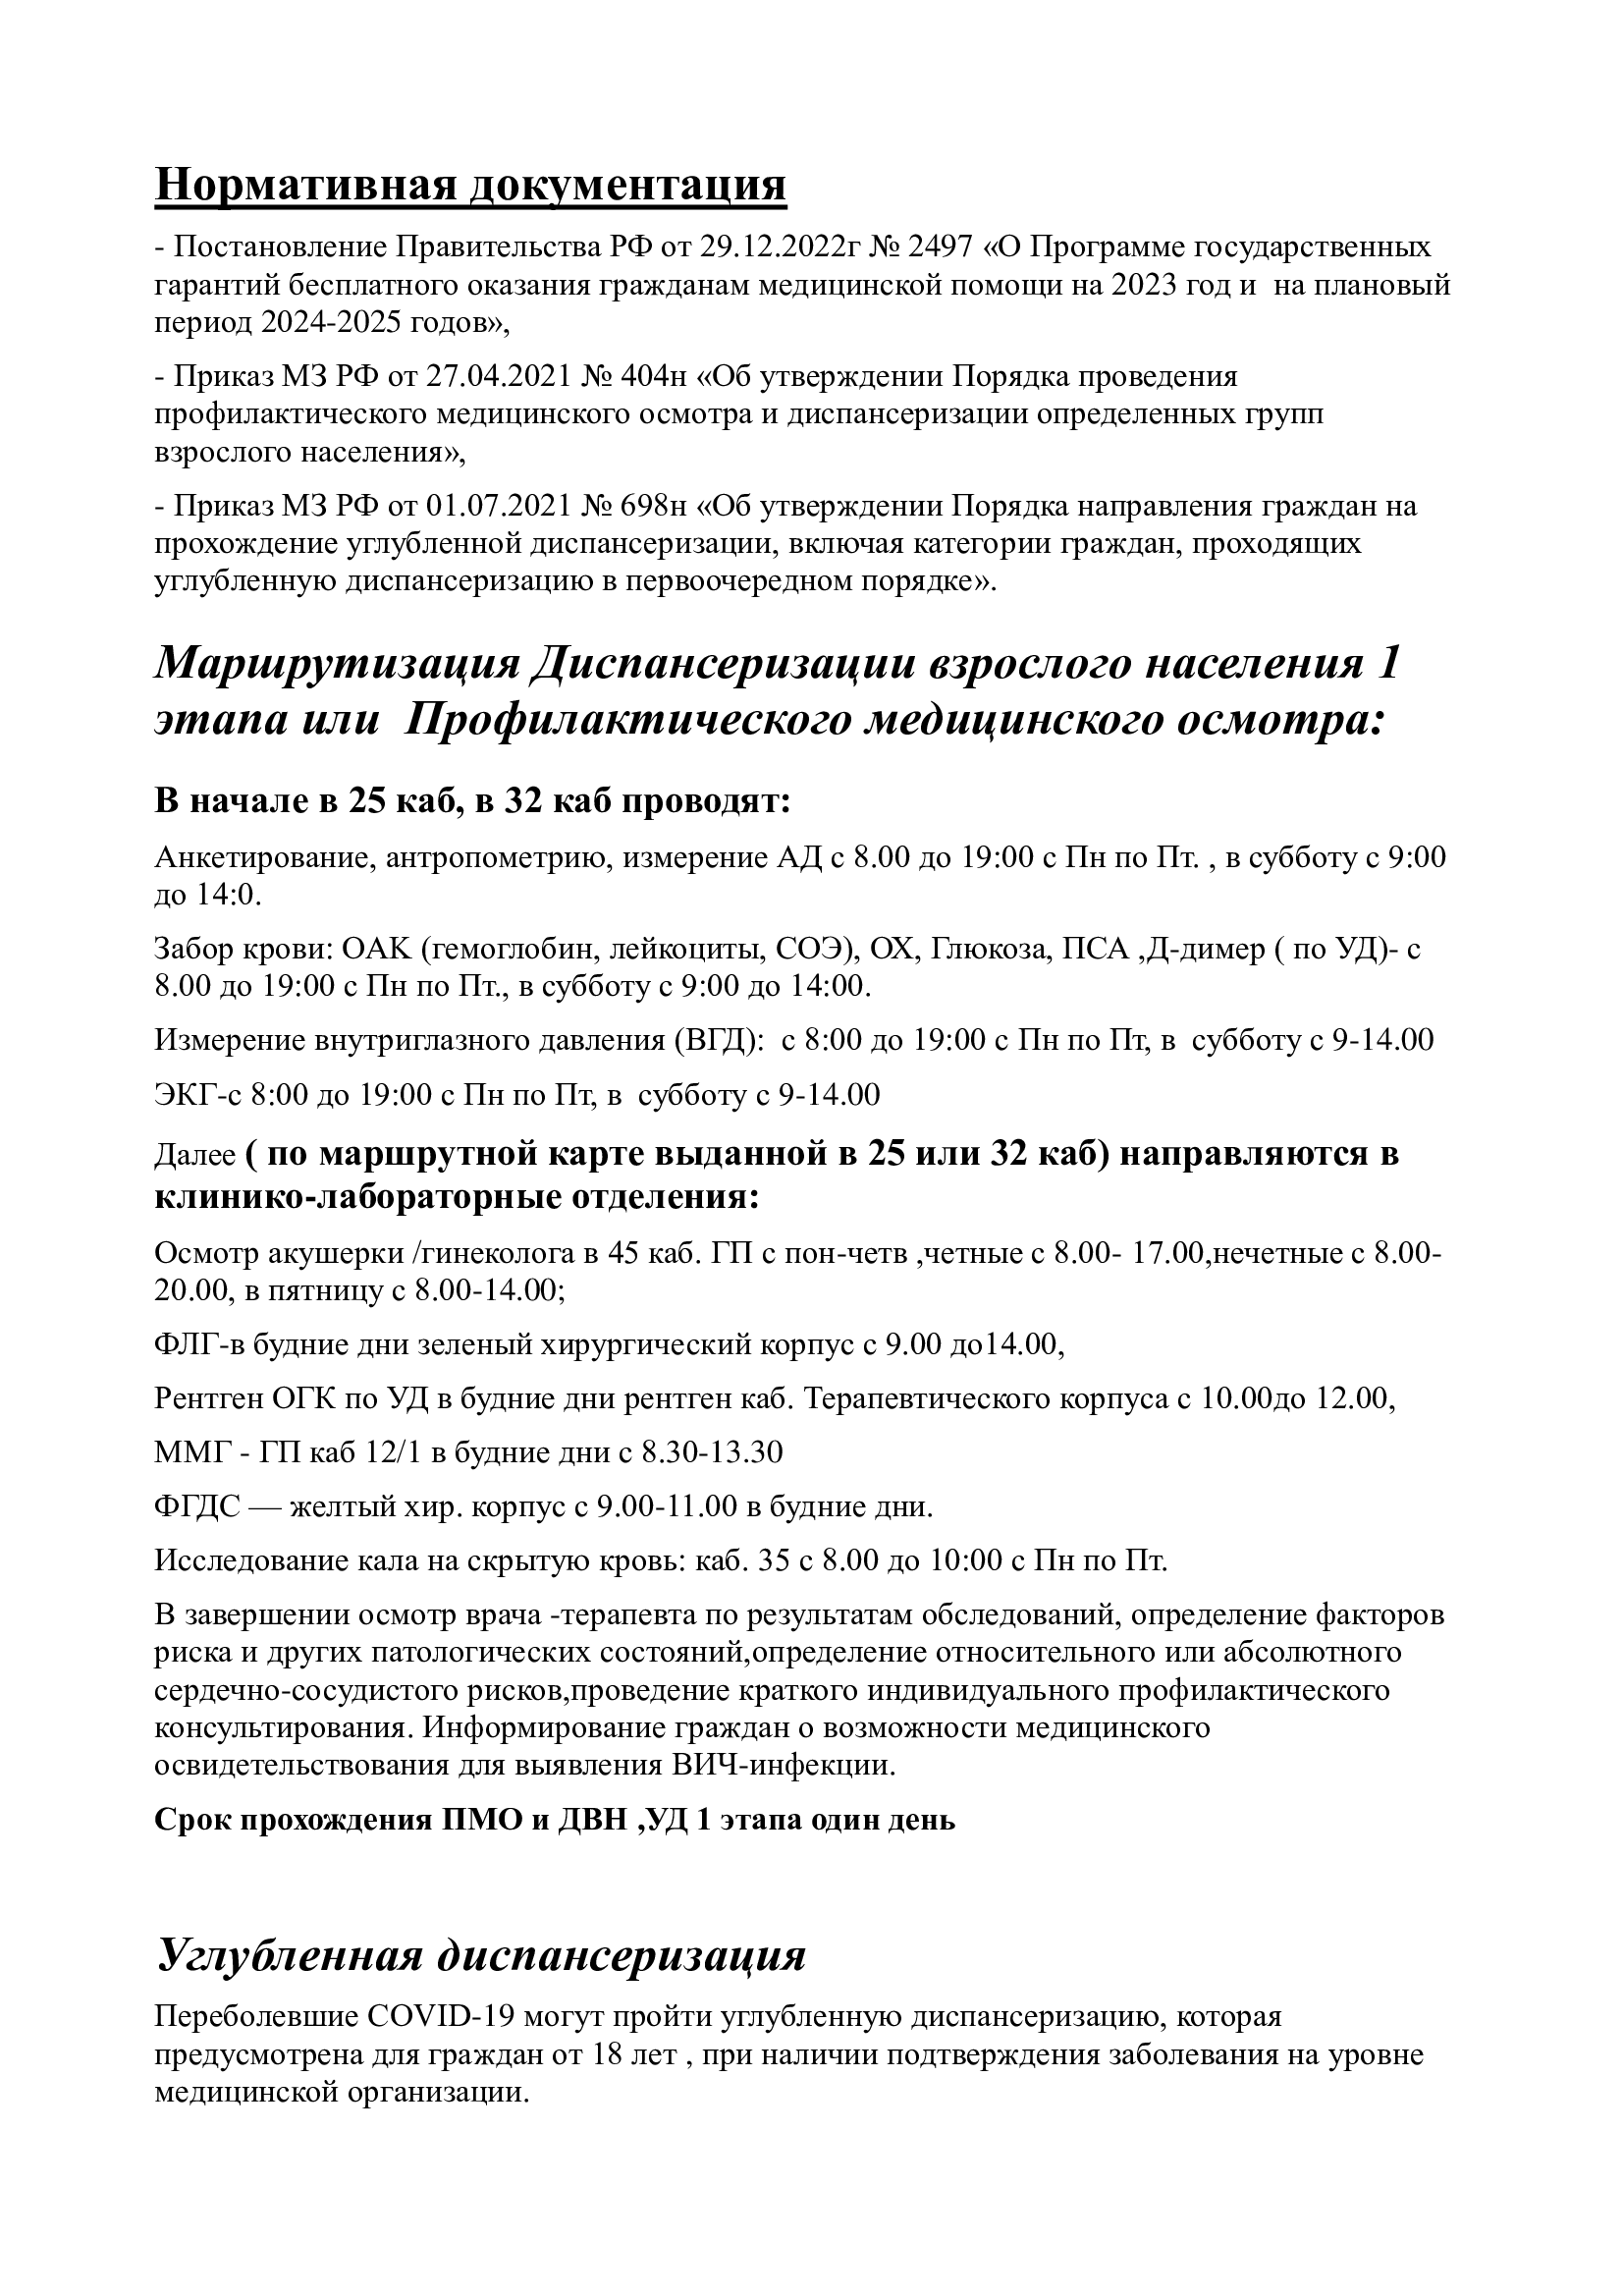 Нормативная документация
- Постановление Правительства РФ от 29.12.2022г № 2497 «О Программе государственных
гарантий бесплатного оказания гражданам медицинской помощи на 2023 год и  на плановый
период 2024-2025 годов»,
- Приказ МЗ РФ от 27.04.2021 № 404н «Об утверждении Порядка проведения
профилактического медицинского осмотра и диспансеризации определенных групп
взрослого населения»,
- Приказ МЗ РФ от 01.07.2021 № 698н «Об утверждении Порядка направления граждан на
прохождение углубленной диспансеризации, включая категории граждан, проходящих
углубленную диспансеризацию в первоочередном порядке».
Маршрутизация Диспансеризации взрослого населения 1
этапа или  Профилактического медицинского осмотра:
В начале в 25 каб, в 32 каб проводят:
Анкетирование, антропометрию, измерение АД с 8.00 до 19:00 с Пн по Пт. , в субботу с 9:00
до 14:0.
Забор крови: ОАК (гемоглобин, лейкоциты, СОЭ), ОХ, Глюкоза, ПСА ,Д-димер ( по УД)- с
8.00 до 19:00 с Пн по Пт., в субботу с 9:00 до 14:00.
Измерение внутриглазного давления (ВГД):  с 8:00 до 19:00 с Пн по Пт, в  субботу с 9-14.00
ЭКГ-с 8:00 до 19:00 с Пн по Пт, в  субботу с 9-14.00
Далее ( по маршрутной карте выданной в 25 или 32 каб) направляются в
клинико-лабораторные отделения:
Осмотр акушерки /гинеколога в 45 каб. ГП с пон-четв ,четные с 8.00- 17.00,нечетные с 8.00-
20.00, в пятницу с 8.00-14.00;
ФЛГ-в будние дни зеленый хирургический корпус с 9.00 до14.00,
Рентген ОГК по УД в будние дни рентген каб. Терапевтического корпуса с 10.00до 12.00,
ММГ - ГП каб 12/1 в будние дни с 8.30-13.30
ФГДС — желтый хир. корпус с 9.00-11.00 в будние дни.
Исследование кала на скрытую кровь: каб. 35 с 8.00 до 10:00 с Пн по Пт.
В завершении осмотр врача -терапевта по результатам обследований, определение факторов
риска и других патологических состояний,определение относительного или абсолютного
сердечно-сосудистого рисков,проведение краткого индивидуального профилактического
консультирования. Информирование граждан о возможности медицинского
освидетельствования для выявления ВИЧ-инфекции.
Срок прохождения ПМО и ДВН ,УД 1 этапа один день
Углубленная диспансеризация
Переболевшие COVID-19 могут пройти углубленную диспансеризацию, которая
предусмотрена для граждан от 18 лет , при наличии подтверждения заболевания на уровне
медицинской организации.